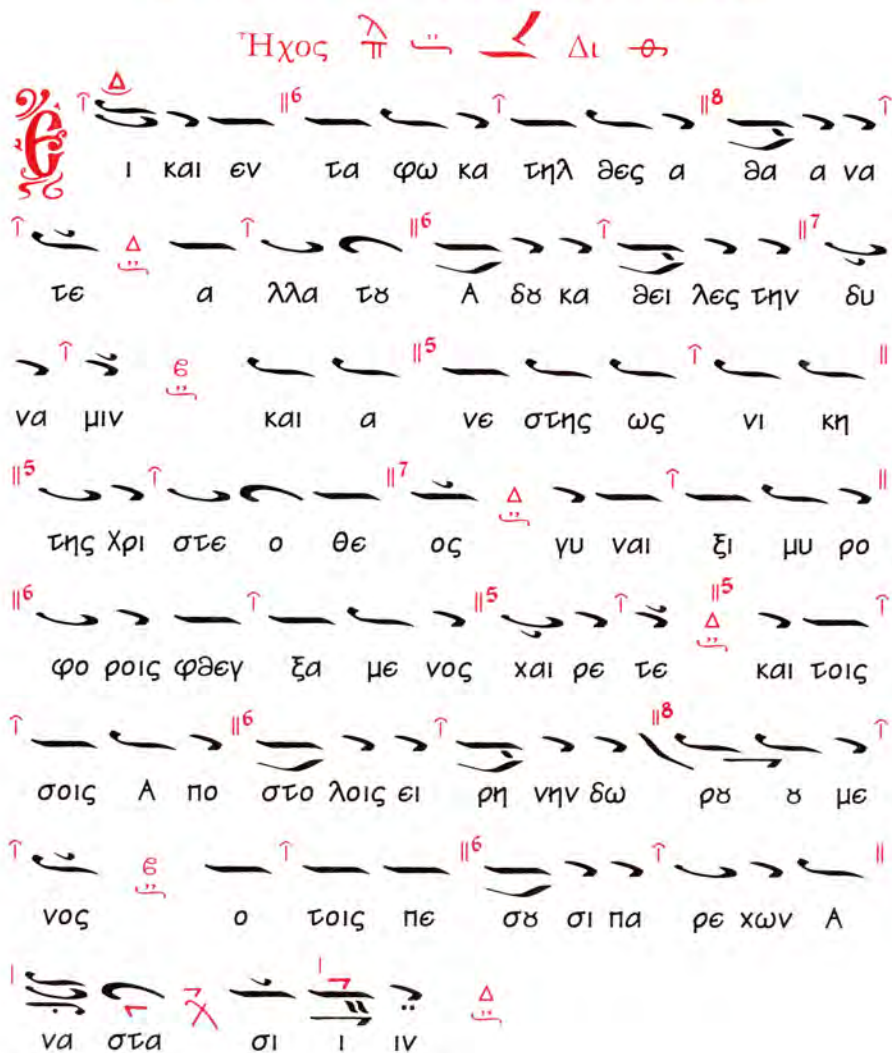 Ἦχος λ π Δι
Ει και εν τα φω κα τηλ θες α θα α να
τε α λλα τȣ Α δȣ κα θει λες την δυ
να μιν και α νε στης ως νι κη
της Χρι στε ο θε ος γυ ναι ξι μυ ρο
φο ροις φθεγ ξα με νος χαι ρε τε και τοις
σοις Α πο στο λοις ει ρη νην δω ρȣ ȣ με
νος ο τοις πε σȣ σι πα ρε χων Α
να στα σι ι ιν